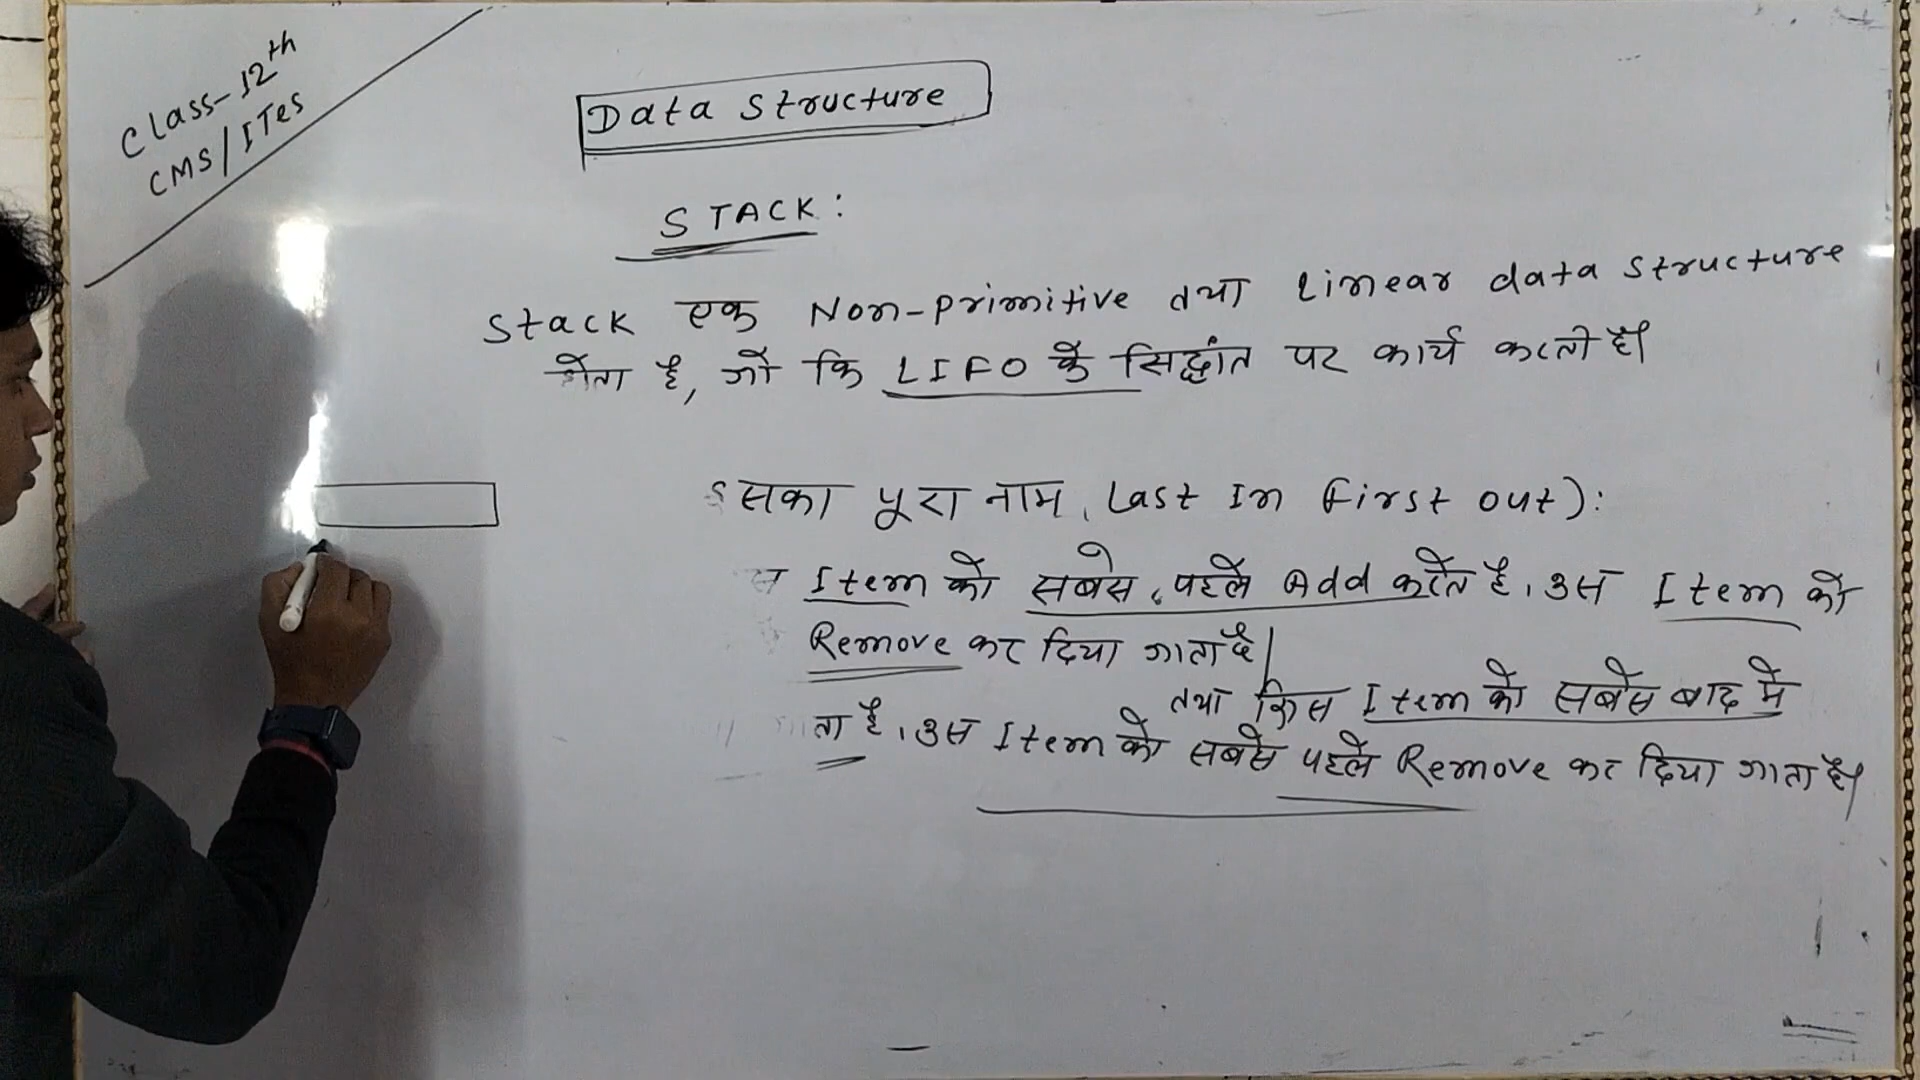 Class-12th
CMS/ITes
Data Structure
STACK:
Stack एक Non-primitive तथा Linear data structure
है, जो कि LIFO के सिद्धांत पर कार्य करती है।
इसका पूरा नाम, Last In First Out):
Item को सबसे पहले Add करते है, उस Item को
Remove कर दिया जाता है।
तथा किस Item को सबसे बाद मे
ता है, उस Item को सबसे पहले Remove कर दिया जाता है।